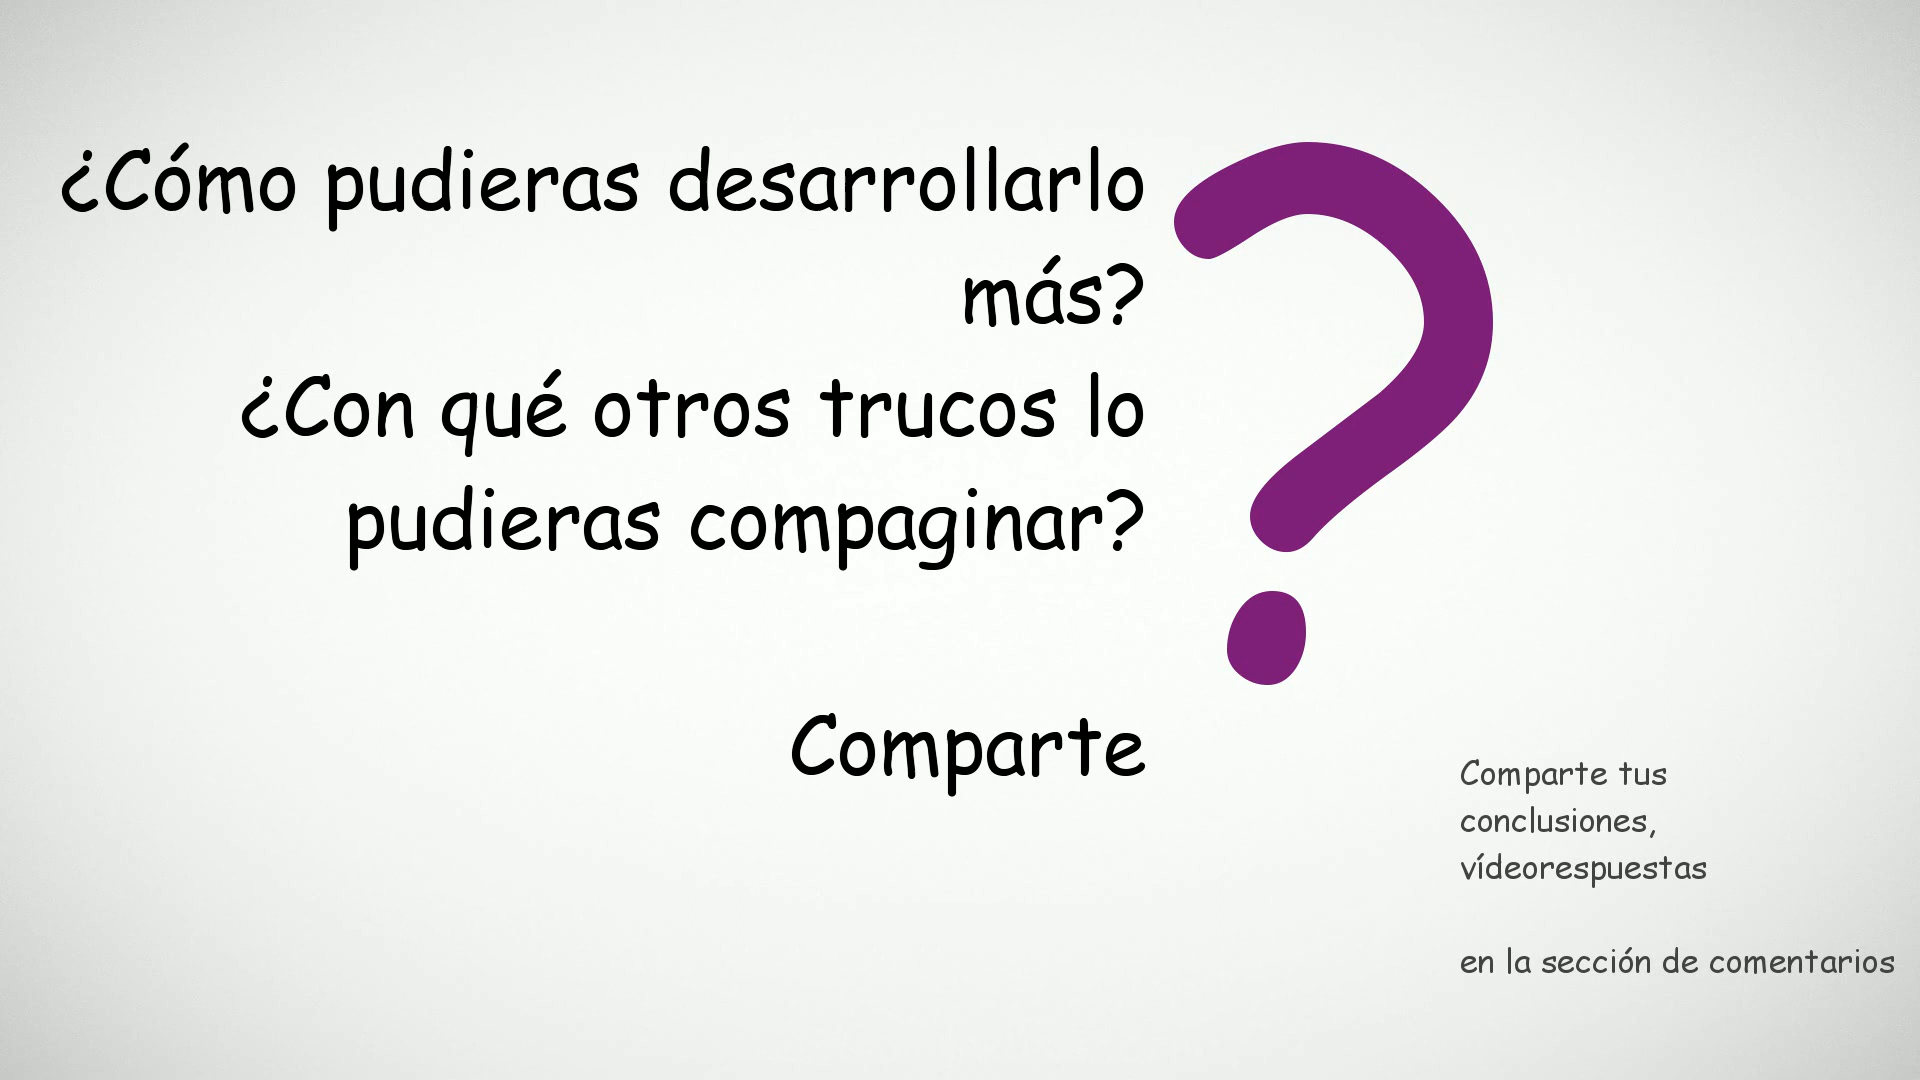 ¿Cómo pudieras desarrollarlo
más?
¿Con qué otros trucos lo
pudieras compaginar?
?
Comparte
Comparte tus
conclusiones,
vídeorespuestas
en la sección de comentarios